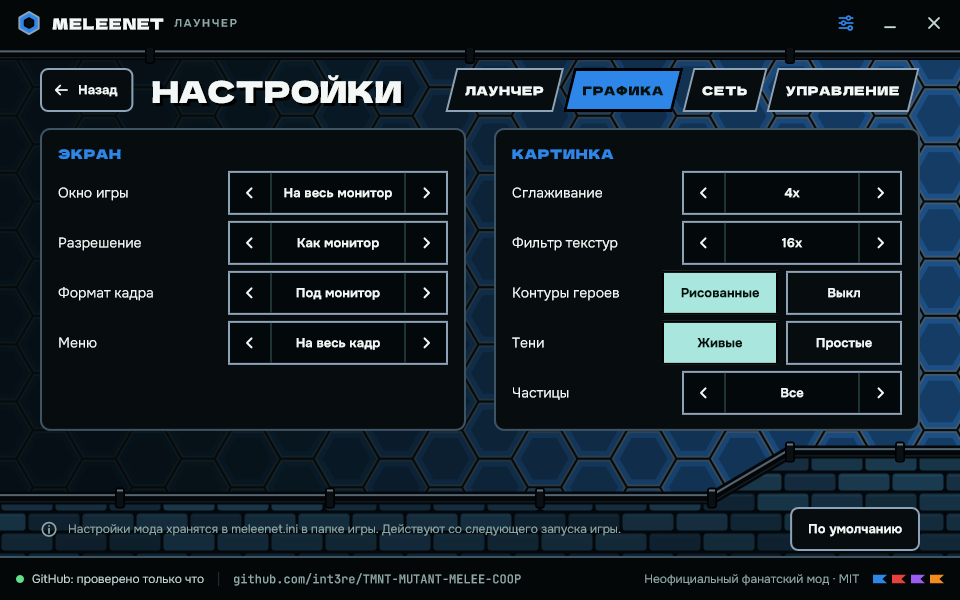 MELEENET ЛАУНЧЕР
← Назад НАСТРОЙКИ ЛАУНЧЕР ГРАФИКА СЕТЬ УПРАВЛЕНИЕ
ЭКРАН
Окно игры На весь монитор
Разрешение Как монитор
Формат кадра Под монитор
Меню На весь кадр
КАРТИНКА
Сглаживание 4x
Фильтр текстур 16x
Контуры героев Рисованные Выкл
Тени Живые Простые
Частицы Все
Настройки мода хранятся в meleenet.ini в папке игры. Действуют со следующего запуска игры.
По умолчанию
GitHub: проверено только что github.com/int3re/TMNT-MUTANT-MELEE-COOP Неофициальный фанатский мод · MIT